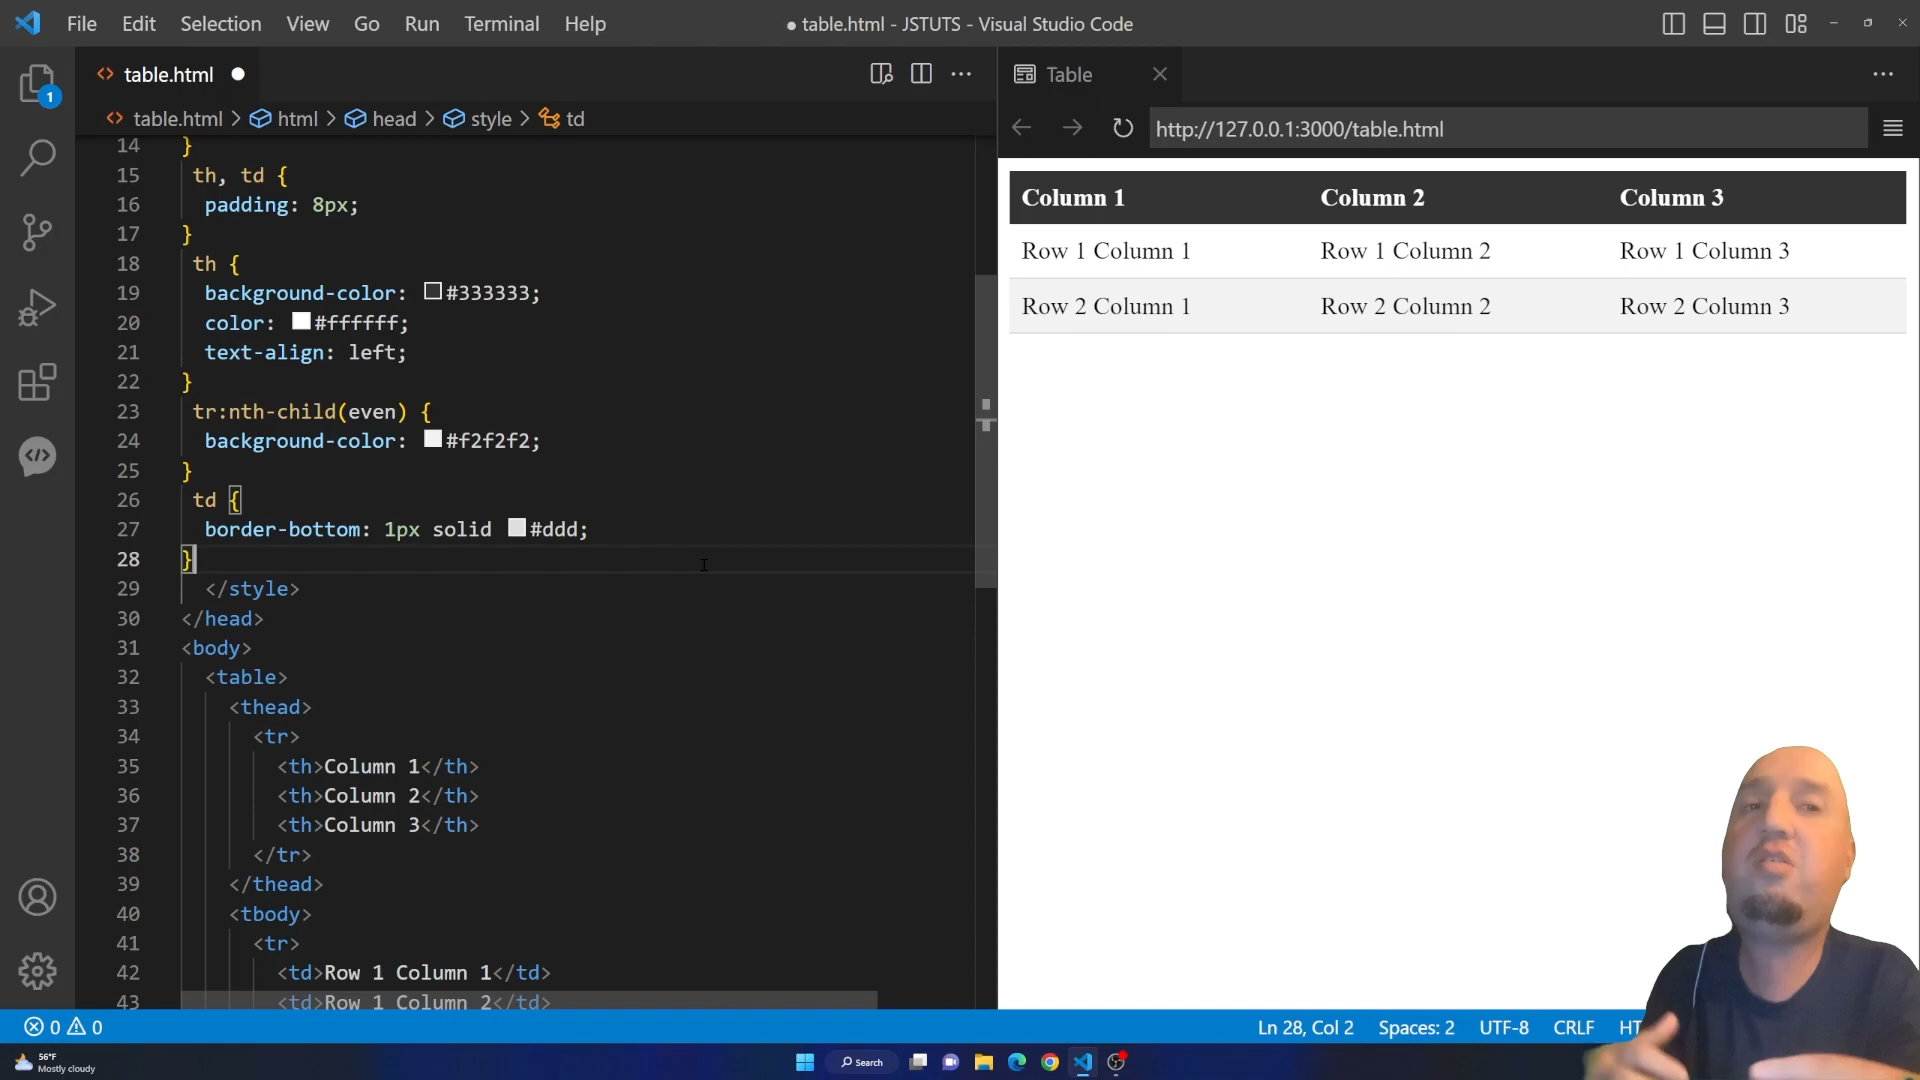 File Edit Selection View Go Run Terminal Help
● table.html - JSTUTS - Visual Studio Code
<> table.html ●
Table
<> table.html > html > head > style > td
http://127.0.0.1:3000/table.html
1
14 }
15 th, td {
16 padding: 8px;
17 }
18 th {
19 background-color: #333333;
20 color: #ffffff;
21 text-align: left;
22 }
23 tr:nth-child(even) {
24 background-color: #f2f2f2;
25 }
26 td {
27 border-bottom: 1px solid #ddd;
28 }
29 </style>
30 </head>
31 <body>
32 <table>
33 <thead>
34 <tr>
35 <th>Column 1</th>
36 <th>Column 2</th>
37 <th>Column 3</th>
38 </tr>
39 </thead>
40 <tbody>
41 <tr>
42 <td>Row 1 Column 1</td>
43 <td>Row 1 Column 2</td>
Column 1 Column 2 Column 3
Row 1 Column 1 Row 1 Column 2 Row 1 Column 3
Row 2 Column 1 Row 2 Column 2 Row 2 Column 3
0 0
Ln 28, Col 2 Spaces: 2 UTF-8 CRLF HT
56°F
Mostly cloudy
Search